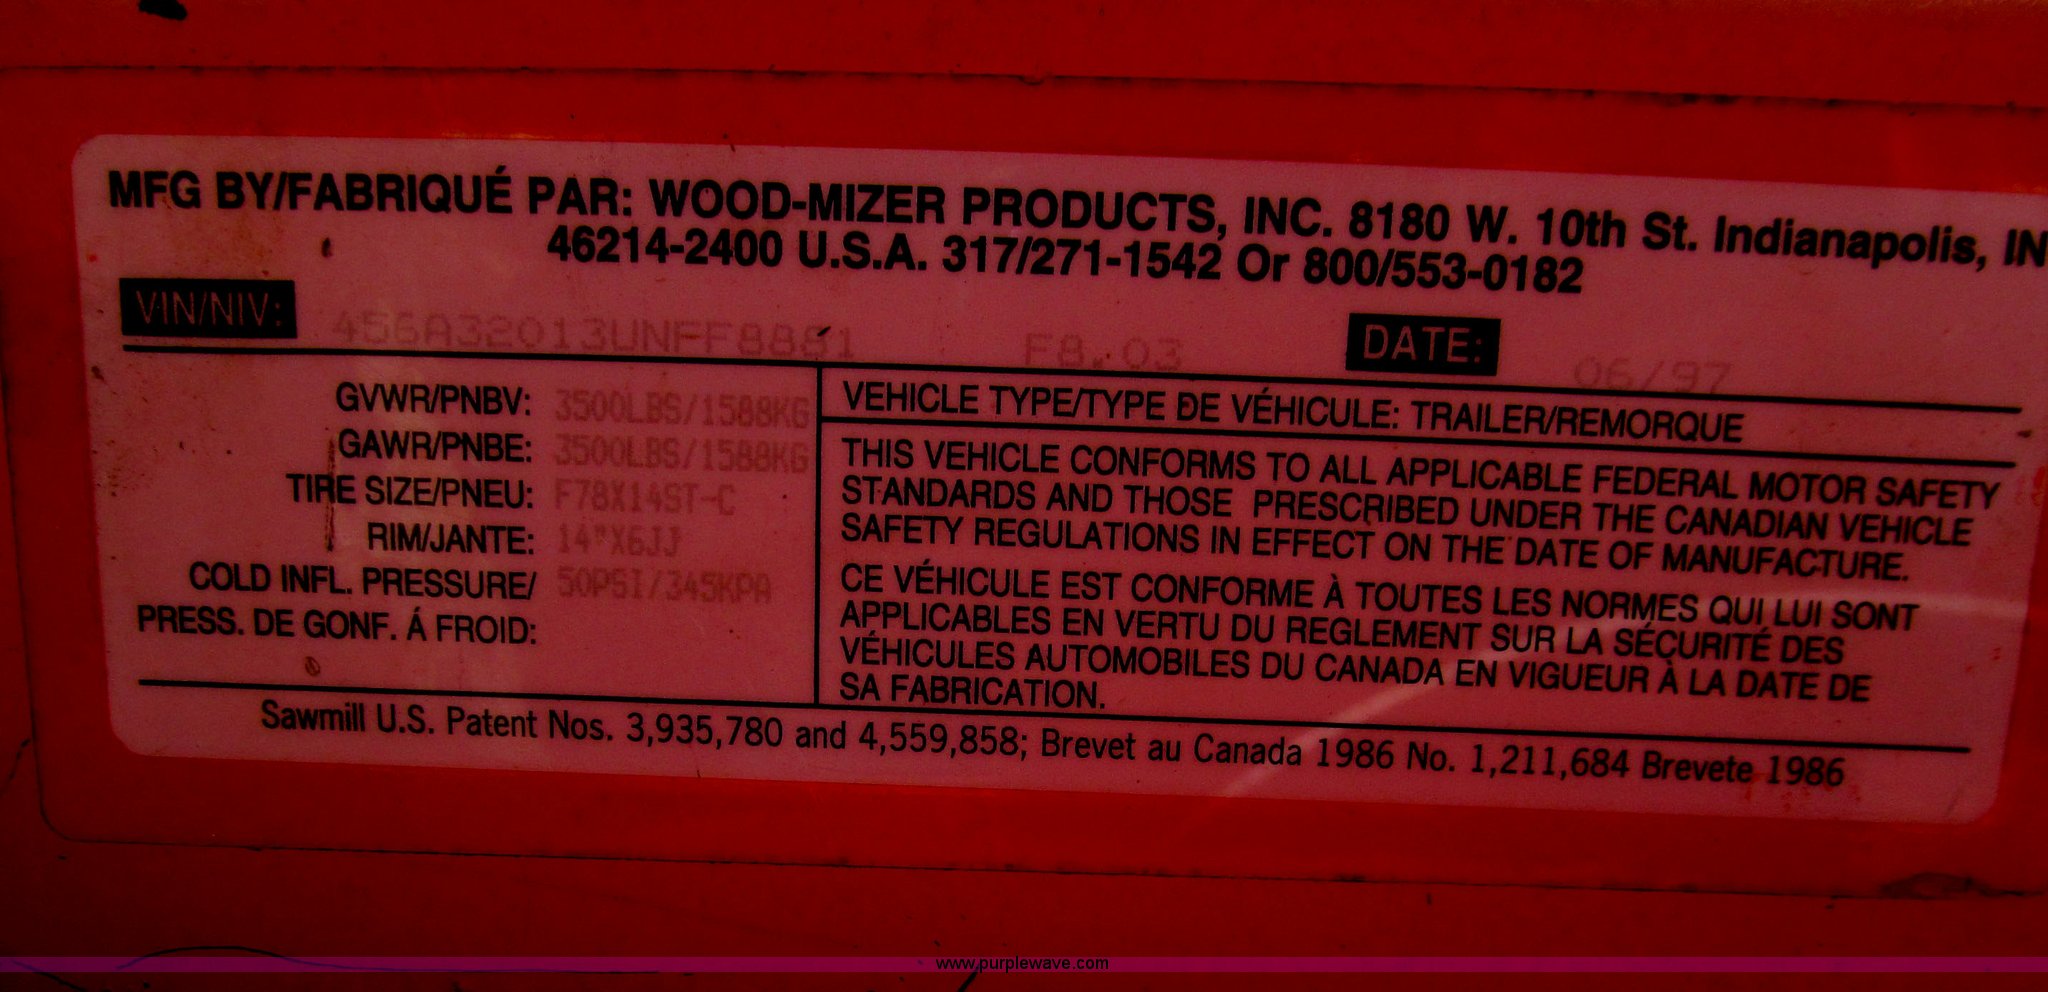 MFG BY/FABRIQUÉ PAR: WOOD-MIZER PRODUCTS, INC. 8180 W. 10th St. Indianapolis, IN
46214-2400 U.S.A. 317/271-1542 Or 800/553-0182
VIN/NIV: 456A32013UNFF8881 F8.03 DATE: 06/97
GVWR/PNBV: 3500LBS/1588KG
GAWR/PNBE: 3500LBS/1588KG
TIRE SIZE/PNEU: F78X14ST-C
RIM/JANTE: 14"X6JJ
COLD INFL. PRESSURE/ 50PSI/345KPA
PRESS. DE GONF. Á FROID:
VEHICLE TYPE/TYPE DE VÉHICULE: TRAILER/REMORQUE
THIS VEHICLE CONFORMS TO ALL APPLICABLE FEDERAL MOTOR SAFETY
STANDARDS AND THOSE PRESCRIBED UNDER THE CANADIAN VEHICLE
SAFETY REGULATIONS IN EFFECT ON THE DATE OF MANUFACTURE.
CE VÉHICULE EST CONFORME À TOUTES LES NORMES QUI LUI SONT
APPLICABLES EN VERTU DU REGLEMENT SUR LA SÉCURITÉ DES
VÉHICULES AUTOMOBILES DU CANADA EN VIGUEUR À LA DATE DE
SA FABRICATION.
Sawmill U.S. Patent Nos. 3,935,780 and 4,559,858; Brevet au Canada 1986 No. 1,211,684 Brevete 1986
www.purplewave.com